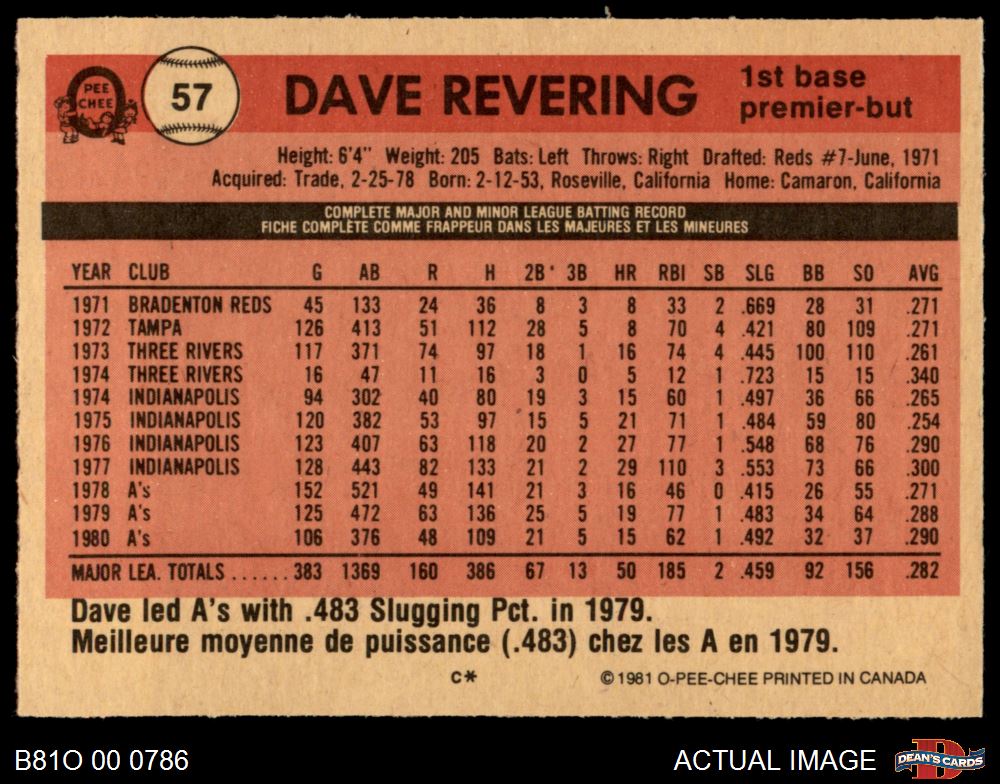 O PEE CHEE
57
DAVE REVERING
1st base
premier-but
Height: 6'4" Weight: 205 Bats: Left Throws: Right Drafted: Reds #7-June, 1971
Acquired: Trade, 2-25-78 Born: 2-12-53, Roseville, California Home: Camaron, California
COMPLETE MAJOR AND MINOR LEAGUE BATTING RECORD
FICHE COMPLÈTE COMME FRAPPEUR DANS LES MAJEURES ET LES MINEURES
YEAR CLUB G AB R H 2B 3B HR RBI SB SLG BB SO AVG
1971 BRADENTON REDS 45 133 24 36 8 3 8 33 2 .669 28 31 .271
1972 TAMPA 126 413 51 112 28 5 8 70 4 .421 80 109 .271
1973 THREE RIVERS 117 371 74 97 18 1 16 74 4 .445 100 110 .261
1974 THREE RIVERS 16 47 11 16 3 0 5 12 1 .723 15 15 .340
1974 INDIANAPOLIS 94 302 40 80 19 3 15 60 1 .497 36 66 .265
1975 INDIANAPOLIS 120 382 53 97 15 5 21 71 1 .484 59 80 .254
1976 INDIANAPOLIS 123 407 63 118 20 2 27 77 1 .548 68 76 .290
1977 INDIANAPOLIS 128 443 82 133 21 2 29 110 3 .553 73 66 .300
1978 A's 152 521 49 141 21 3 16 46 0 .415 26 55 .271
1979 A's 125 472 63 136 25 5 19 77 1 .483 34 64 .288
1980 A's 106 376 48 109 21 5 15 62 1 .492 32 37 .290
MAJOR LEA. TOTALS ......383 1369 160 386 67 13 50 185 2 .459 92 156 .282
Dave led A's with .483 Slugging Pct. in 1979.
Meilleure moyenne de puissance (.483) chez les A en 1979.
C* © 1981 O-PEE-CHEE PRINTED IN CANADA
B81O 00 0786 ACTUAL IMAGE DEAN'S CARDS